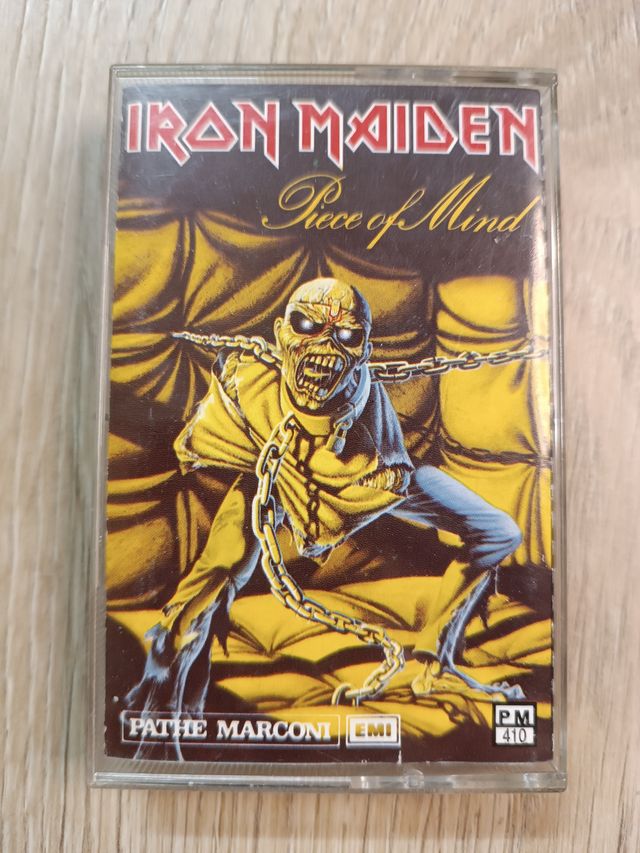 IRON MAIDEN
Piece of Mind
PATHE MARCONI EMI
PM
410